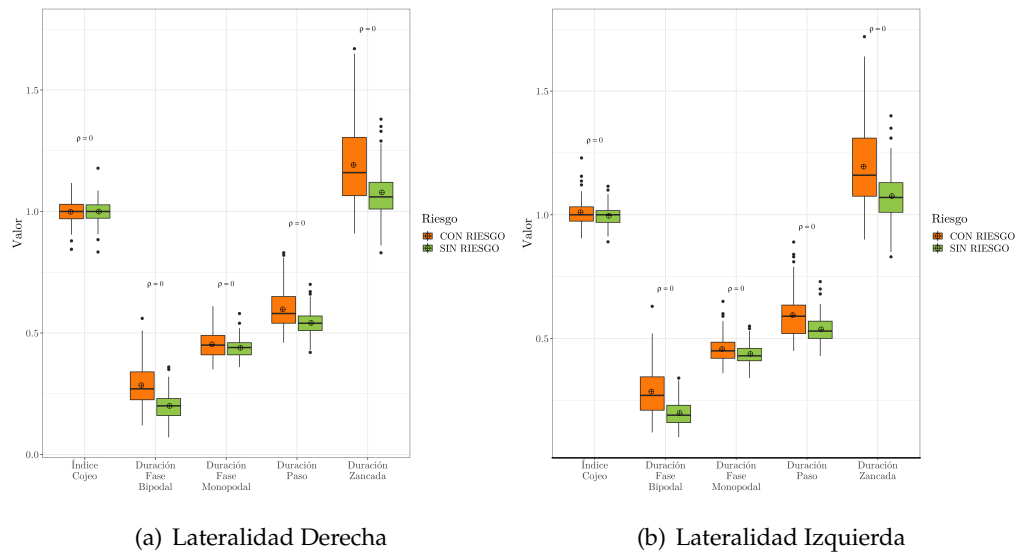 ρ = 0
1.5
ρ = 0
1.0
Valor
ρ = 0
ρ = 0
ρ = 0
0.5
0.0
Índice
Cojeo
Duración
Fase
Bipodal
Duración
Fase
Monopodal
Duración
Paso
Duración
Zancada
Riesgo
CON RIESGO
SIN RIESGO
(a) Lateralidad Derecha
ρ = 0
1.5
ρ = 0
1.0
Valor
ρ = 0
ρ = 0
ρ = 0
0.5
Índice
Cojeo
Duración
Fase
Bipodal
Duración
Fase
Monopodal
Duración
Paso
Duración
Zancada
Riesgo
CON RIESGO
SIN RIESGO
(b) Lateralidad Izquierda